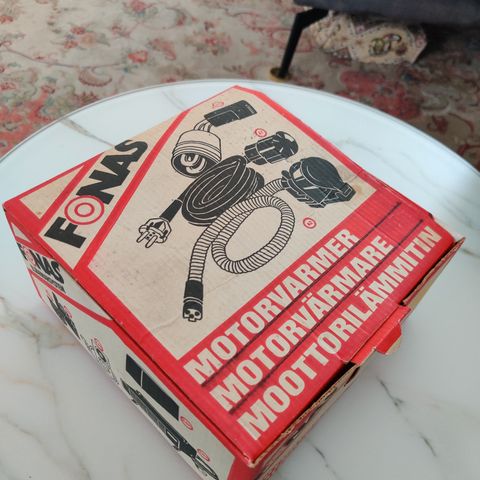 FONAS
MOTORVARMER
MOTORVÄRMARE
MOOTTORILÄMMITIN
FONAS